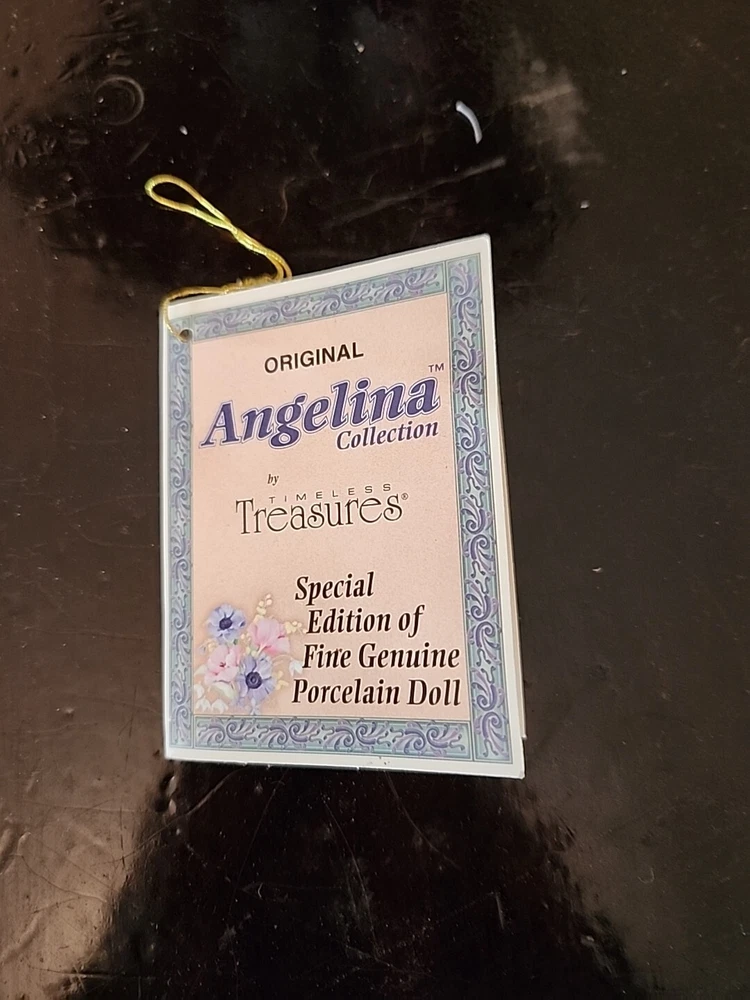 ORIGINAL
Angelina™
Collection
by
TIMELESS
Treasures®
Special
Edition of
Fine Genuine
Porcelain Doll